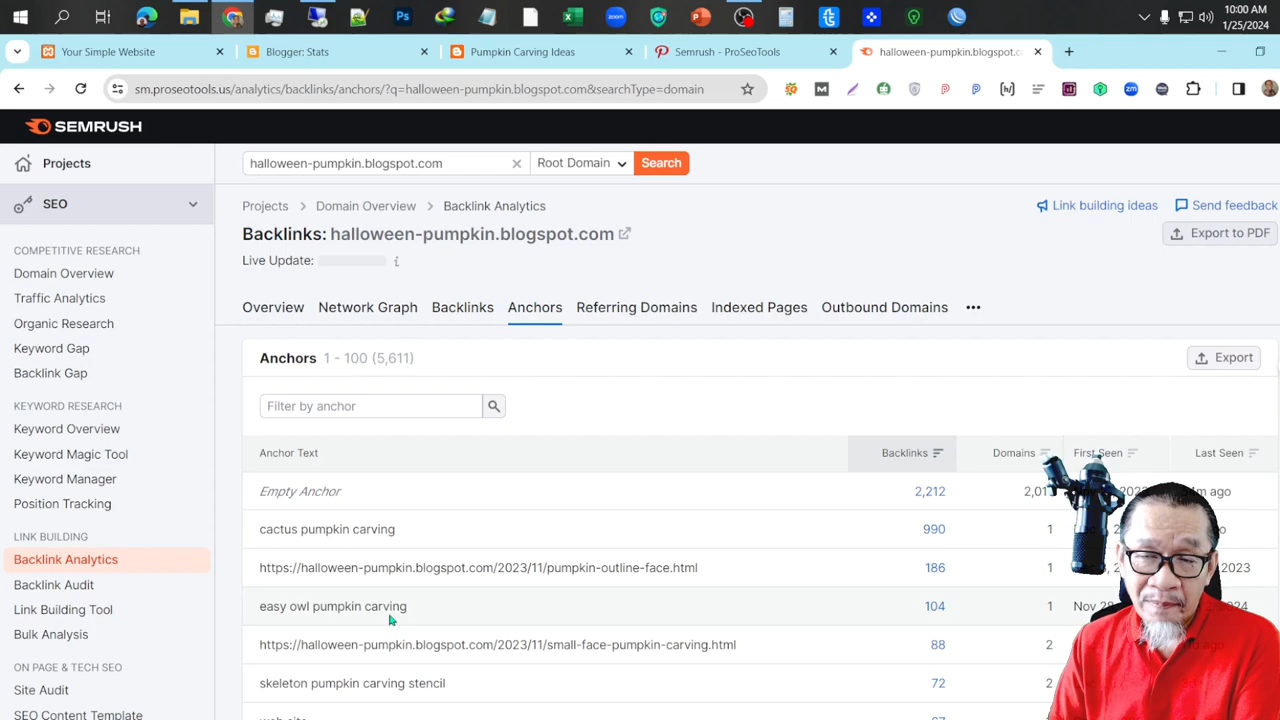 10:00 AM
1/25/2024
Your Simple Website
Blogger: Stats
Pumpkin Carving Ideas
Semrush - ProSeoTools
halloween-pumpkin.blogspot.co
sm.proseotools.us/analytics/backlinks/anchors/?q=halloween-pumpkin.blogspot.com&searchType=domain
SEMRUSH
Projects
SEO
COMPETITIVE RESEARCH
Domain Overview
Traffic Analytics
Organic Research
Keyword Gap
Backlink Gap
KEYWORD RESEARCH
Keyword Overview
Keyword Magic Tool
Keyword Manager
Position Tracking
LINK BUILDING
Backlink Analytics
Backlink Audit
Link Building Tool
Bulk Analysis
ON PAGE & TECH SEO
Site Audit
SEO Content Template
halloween-pumpkin.blogspot.com
Root Domain
Search
Projects > Domain Overview > Backlink Analytics
Link building ideas
Send feedback
Backlinks: halloween-pumpkin.blogspot.com
Export to PDF
Live Update:
Overview Network Graph Backlinks Anchors Referring Domains Indexed Pages Outbound Domains
Anchors 1 - 100 (5,611)
Export
Filter by anchor
Anchor Text Backlinks Domains First Seen Last Seen
Empty Anchor 2,212 ago
cactus pumpkin carving 990 1
https://halloween-pumpkin.blogspot.com/2023/11/pumpkin-outline-face.html 186 1 2023
easy owl pumpkin carving 104 1 Nov
https://halloween-pumpkin.blogspot.com/2023/11/small-face-pumpkin-carving.html 88 2 ago
skeleton pumpkin carving stencil 72 2